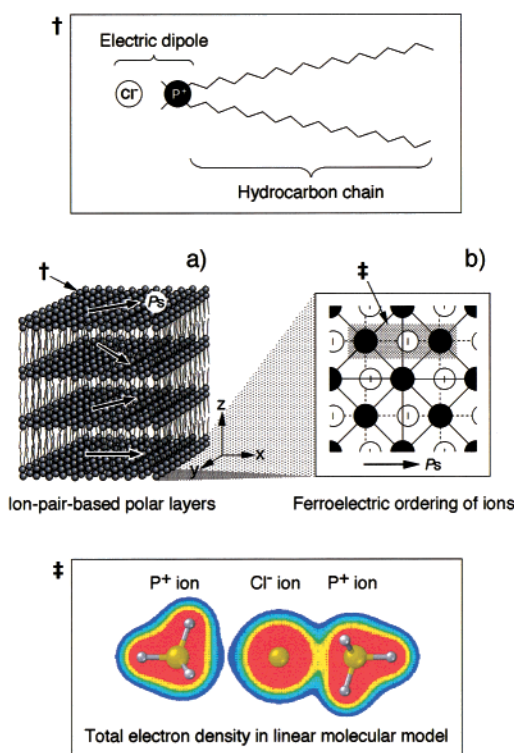 †
Electric dipole
Cl⁻ P⁺
Hydrocarbon chain
a) b)
† ‡
Ps
z
y x
Ps
Ion-pair-based polar layers Ferroelectric ordering of ions
‡
P⁺ ion Cl⁻ ion P⁺ ion
Total electron density in linear molecular model